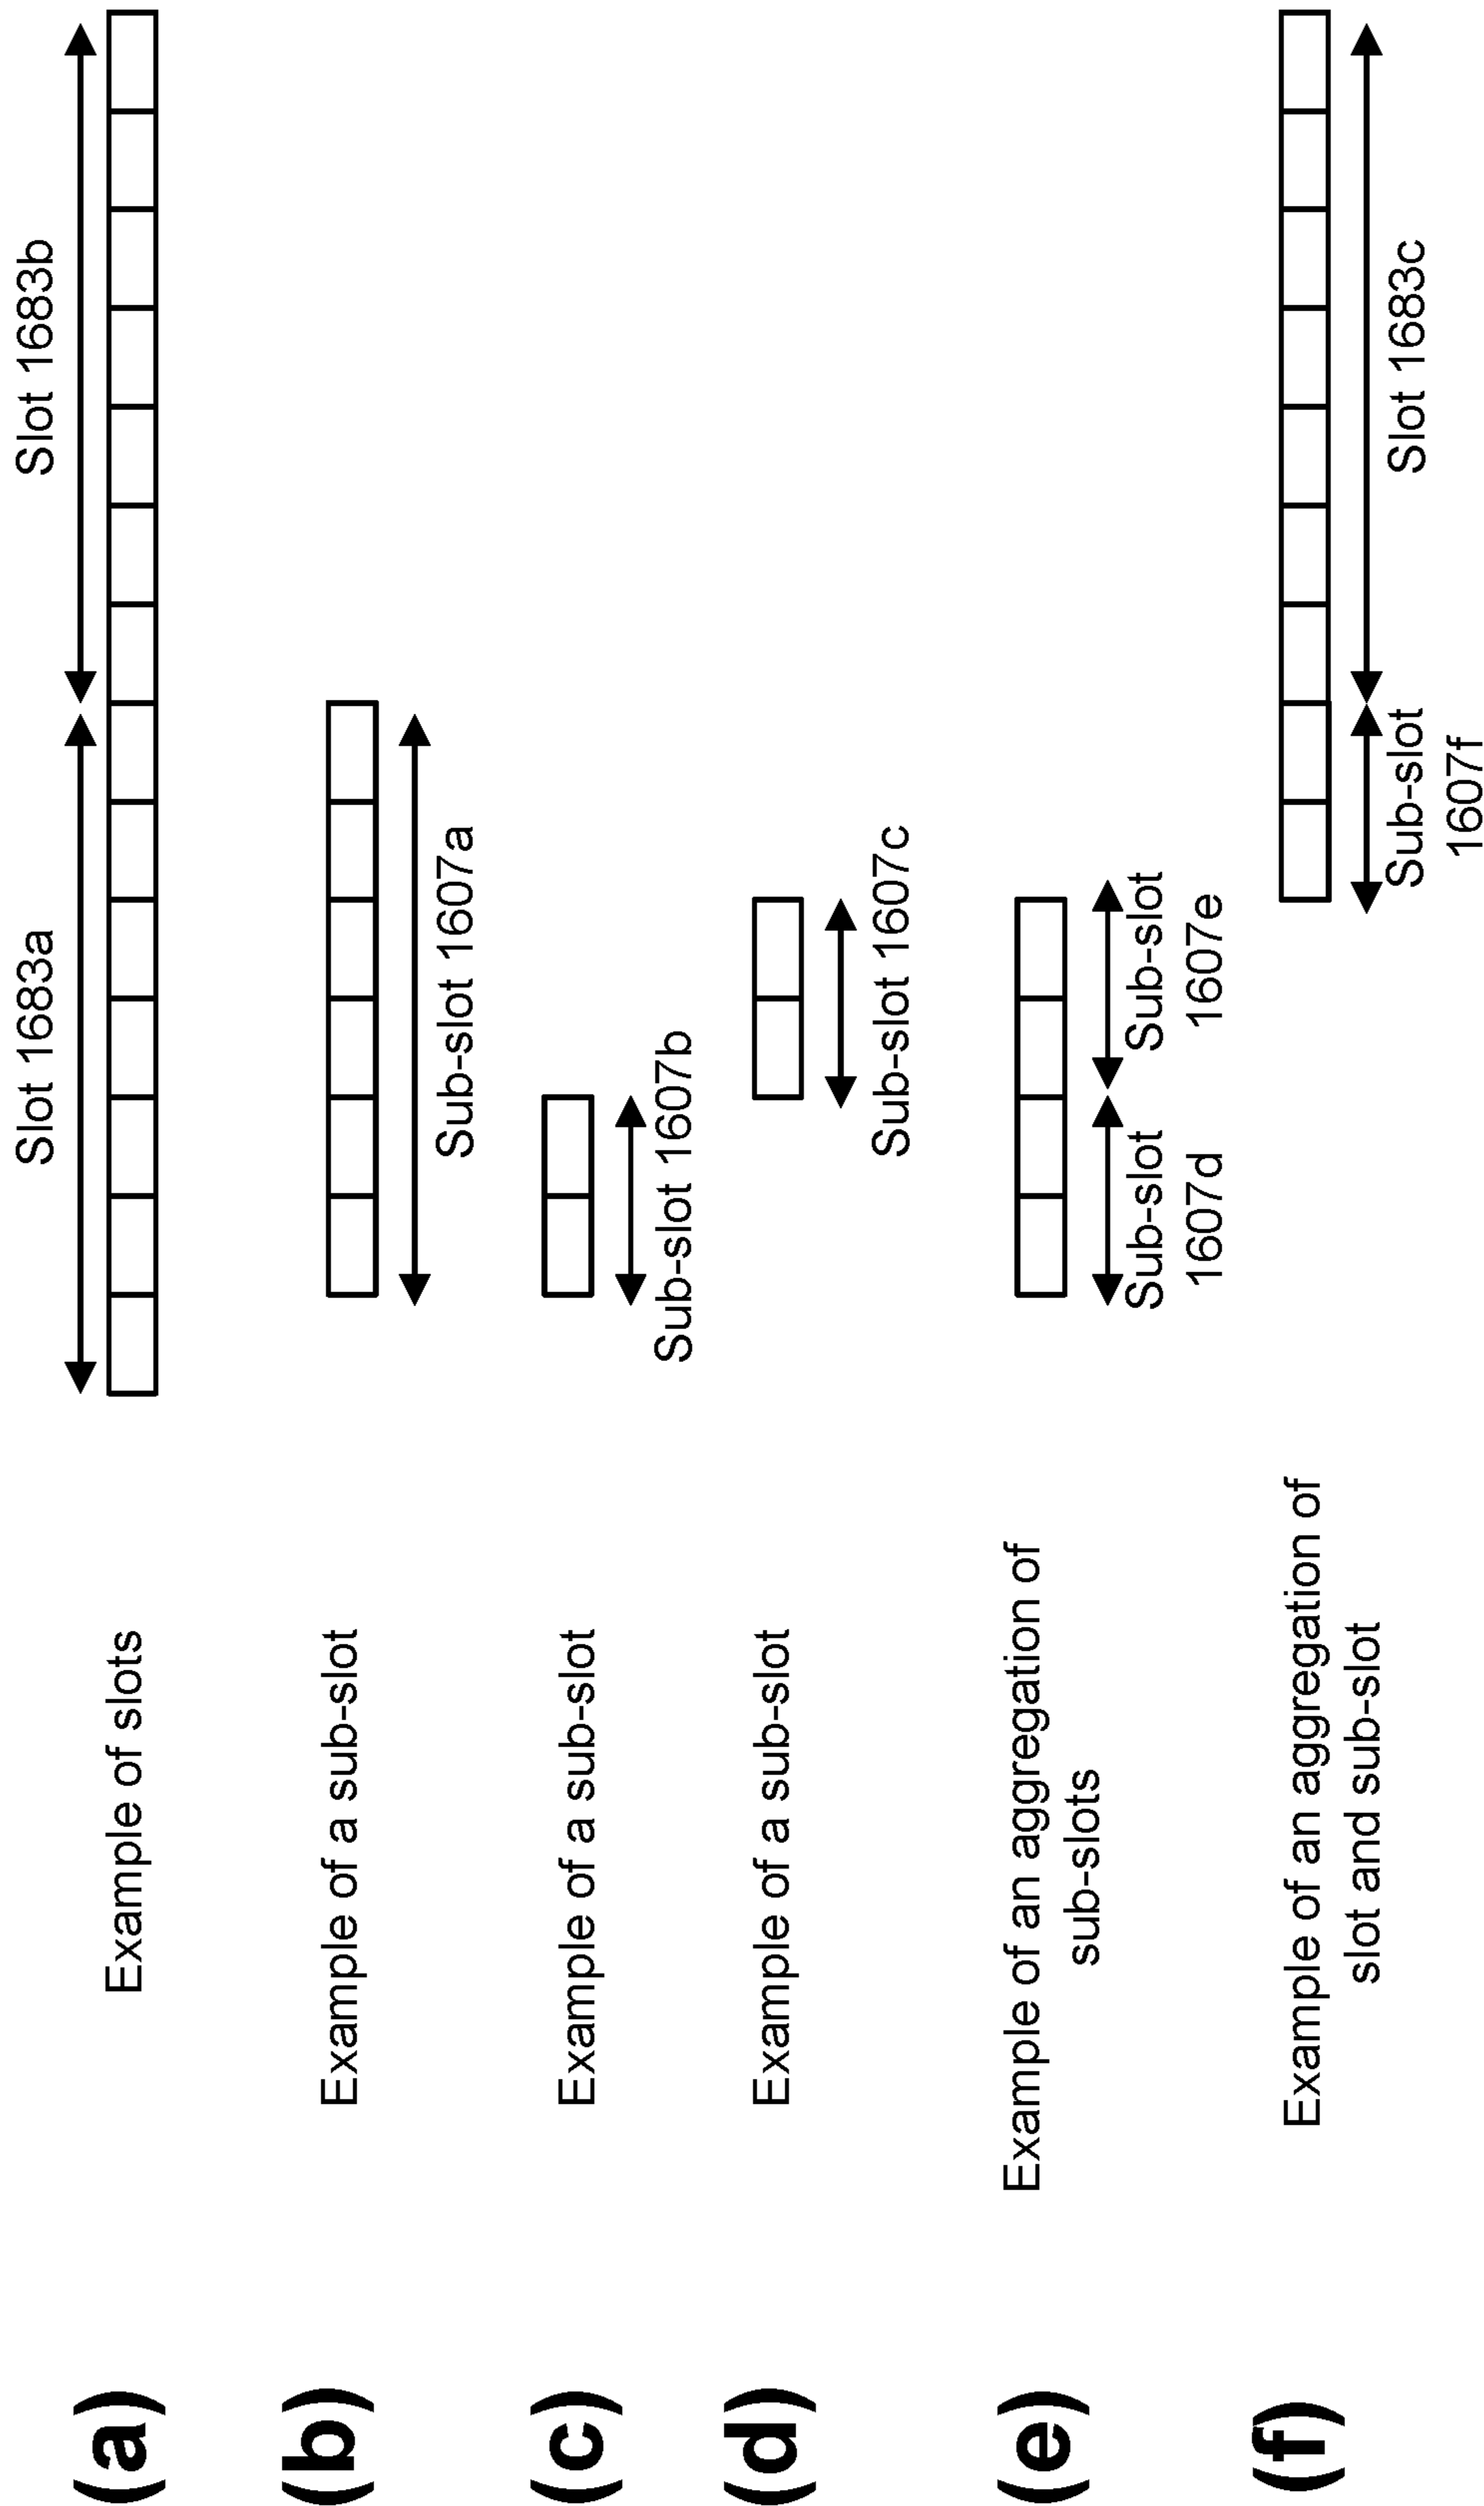 (a)
Example of slots
Slot 1683a
Slot 1683b
(b)
Example of a sub-slot
Sub-slot 1607a
(c)
Example of a sub-slot
Sub-slot 1607b
(d)
Example of a sub-slot
Sub-slot 1607c
(e)
Example of an aggregation of
sub-slots
Sub-slot
1607d
Sub-slot
1607e
(f)
Example of an aggregation of
slot and sub-slot
Sub-slot
1607f
Slot 1683c